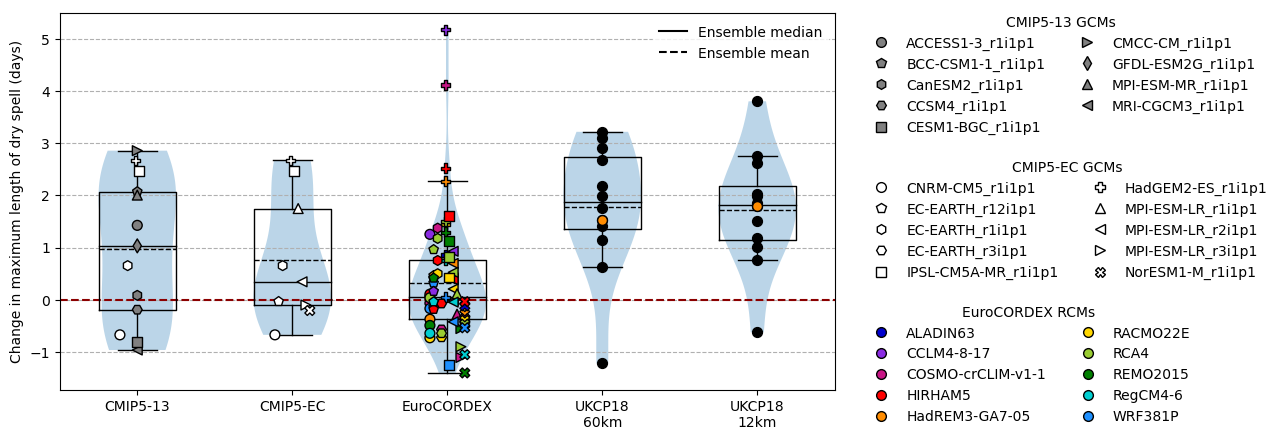 Change in maximum length of dry spell (days)
5
4
3
2
1
0
−1
Ensemble median
Ensemble mean
CMIP5-13
CMIP5-EC
EuroCORDEX
UKCP18
60km
UKCP18
12km
CMIP5-13 GCMs
ACCESS1-3_r1i1p1
BCC-CSM1-1_r1i1p1
CanESM2_r1i1p1
CCSM4_r1i1p1
CESM1-BGC_r1i1p1
CMCC-CM_r1i1p1
GFDL-ESM2G_r1i1p1
MPI-ESM-MR_r1i1p1
MRI-CGCM3_r1i1p1
CMIP5-EC GCMs
CNRM-CM5_r1i1p1
EC-EARTH_r12i1p1
EC-EARTH_r1i1p1
EC-EARTH_r3i1p1
IPSL-CM5A-MR_r1i1p1
HadGEM2-ES_r1i1p1
MPI-ESM-LR_r1i1p1
MPI-ESM-LR_r2i1p1
MPI-ESM-LR_r3i1p1
NorESM1-M_r1i1p1
EuroCORDEX RCMs
ALADIN63
CCLM4-8-17
COSMO-crCLIM-v1-1
HIRHAM5
HadREM3-GA7-05
RACMO22E
RCA4
REMO2015
RegCM4-6
WRF381P